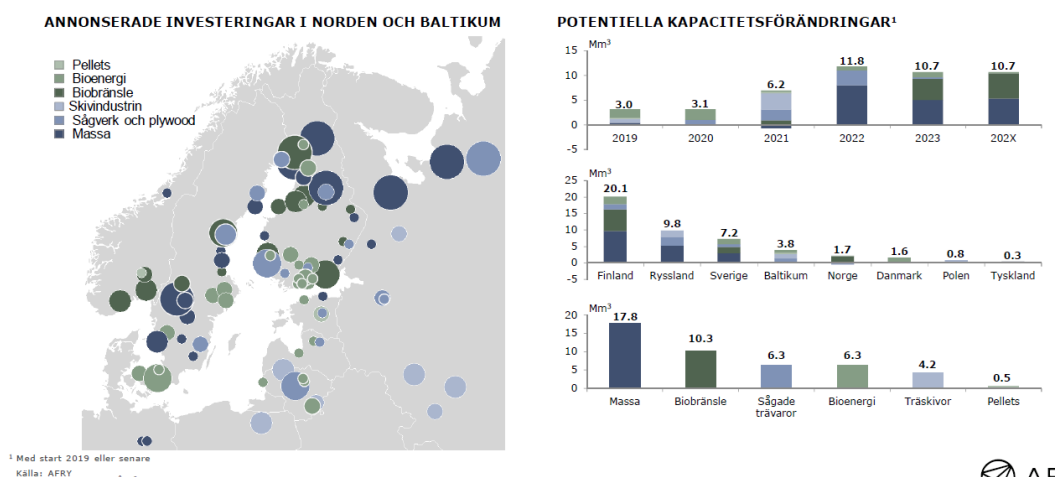 ANNONSERADE INVESTERINGAR I NORDEN OCH BALTIKUM
Pellets
Bioenergi
Biobränsle
Skivindustrin
Sågverk och plywood
Massa
¹ Med start 2019 eller senare
Källa: AFRY
POTENTIELLA KAPACITETSFÖRÄNDRINGAR¹
Mm³
15
10
5
0
-5
3.0
3.1
6.2
11.8
10.7
10.7
2019
2020
2021
2022
2023
202X
Mm³
25
20
15
10
5
0
-5
20.1
9.8
7.2
3.8
1.7
1.6
0.8
0.3
Finland
Ryssland
Sverige
Baltikum
Norge
Danmark
Polen
Tyskland
Mm³
20
15
10
5
0
17.8
10.3
6.3
6.3
4.2
0.5
Massa
Biobränsle
Sågade
trävaror
Bioenergi
Träskivor
Pellets